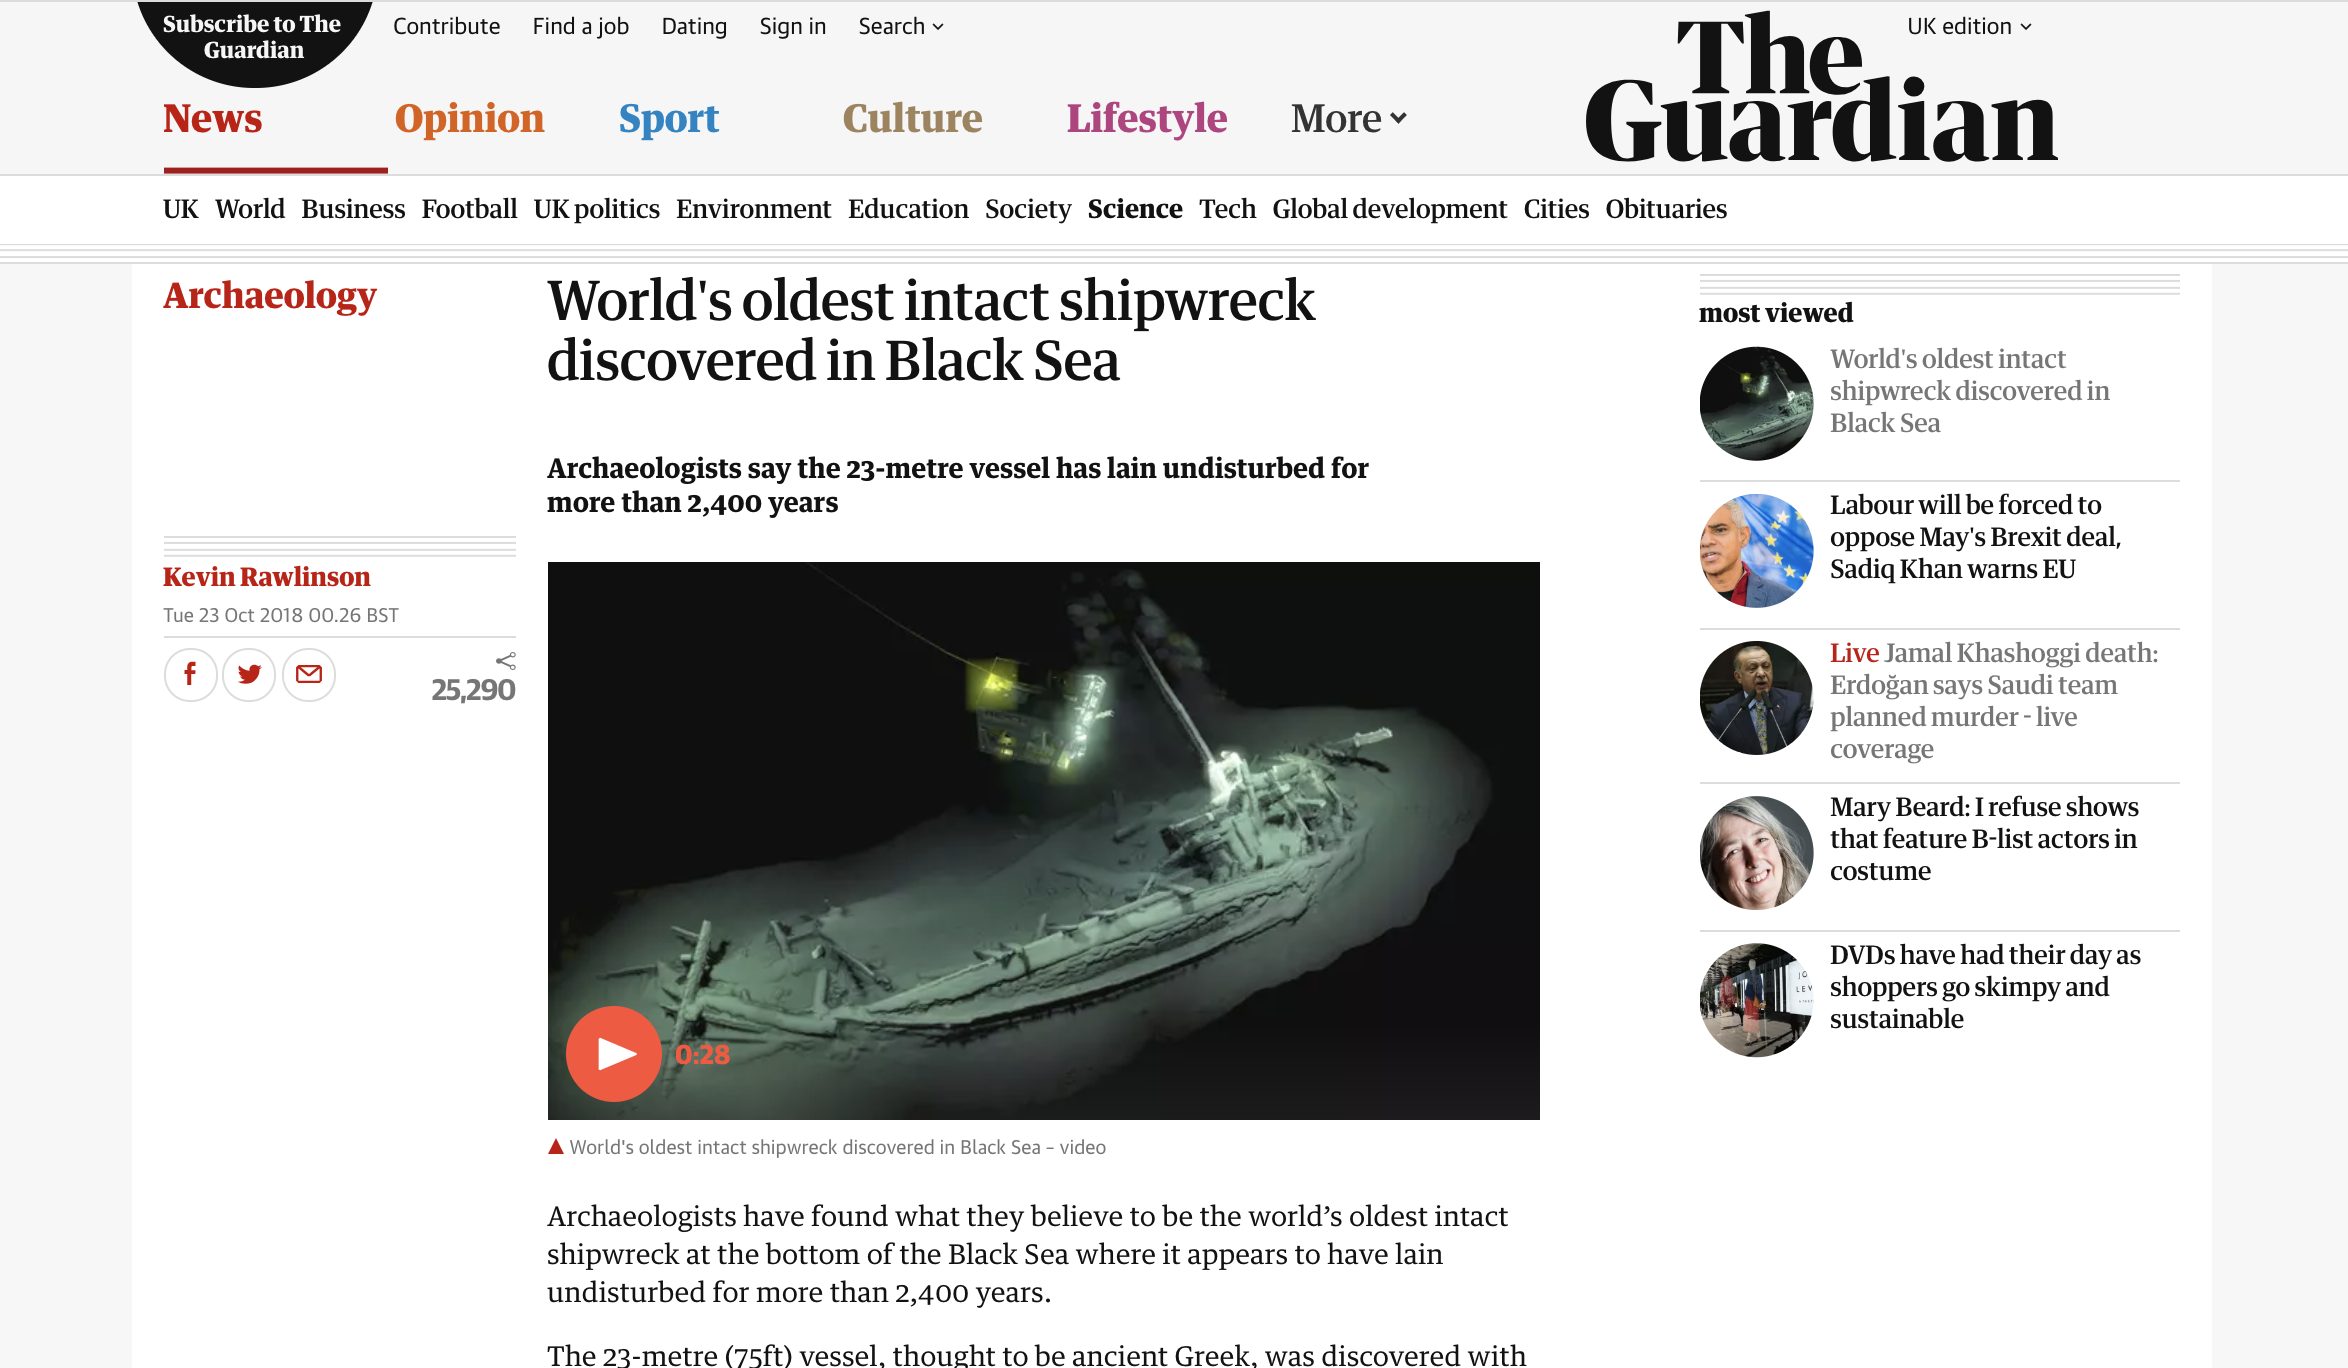 Subscribe to The
Guardian
Contribute Find a job Dating Sign in Search
UK edition
The
Guardian
News Opinion Sport Culture Lifestyle More
UK World Business Football UK politics Environment Education Society Science Tech Global development Cities Obituaries
Archaeology
World's oldest intact shipwreck
discovered in Black Sea
Archaeologists say the 23-metre vessel has lain undisturbed for
more than 2,400 years
Kevin Rawlinson
Tue 23 Oct 2018 00.26 BST
25,290
0:28
World's oldest intact shipwreck discovered in Black Sea – video
Archaeologists have found what they believe to be the world’s oldest intact
shipwreck at the bottom of the Black Sea where it appears to have lain
undisturbed for more than 2,400 years.
The 23-metre (75ft) vessel, thought to be ancient Greek, was discovered with
most viewed
World's oldest intact
shipwreck discovered in
Black Sea
Labour will be forced to
oppose May's Brexit deal,
Sadiq Khan warns EU
Live Jamal Khashoggi death:
Erdoğan says Saudi team
planned murder - live
coverage
Mary Beard: I refuse shows
that feature B-list actors in
costume
DVDs have had their day as
shoppers go skimpy and
sustainable